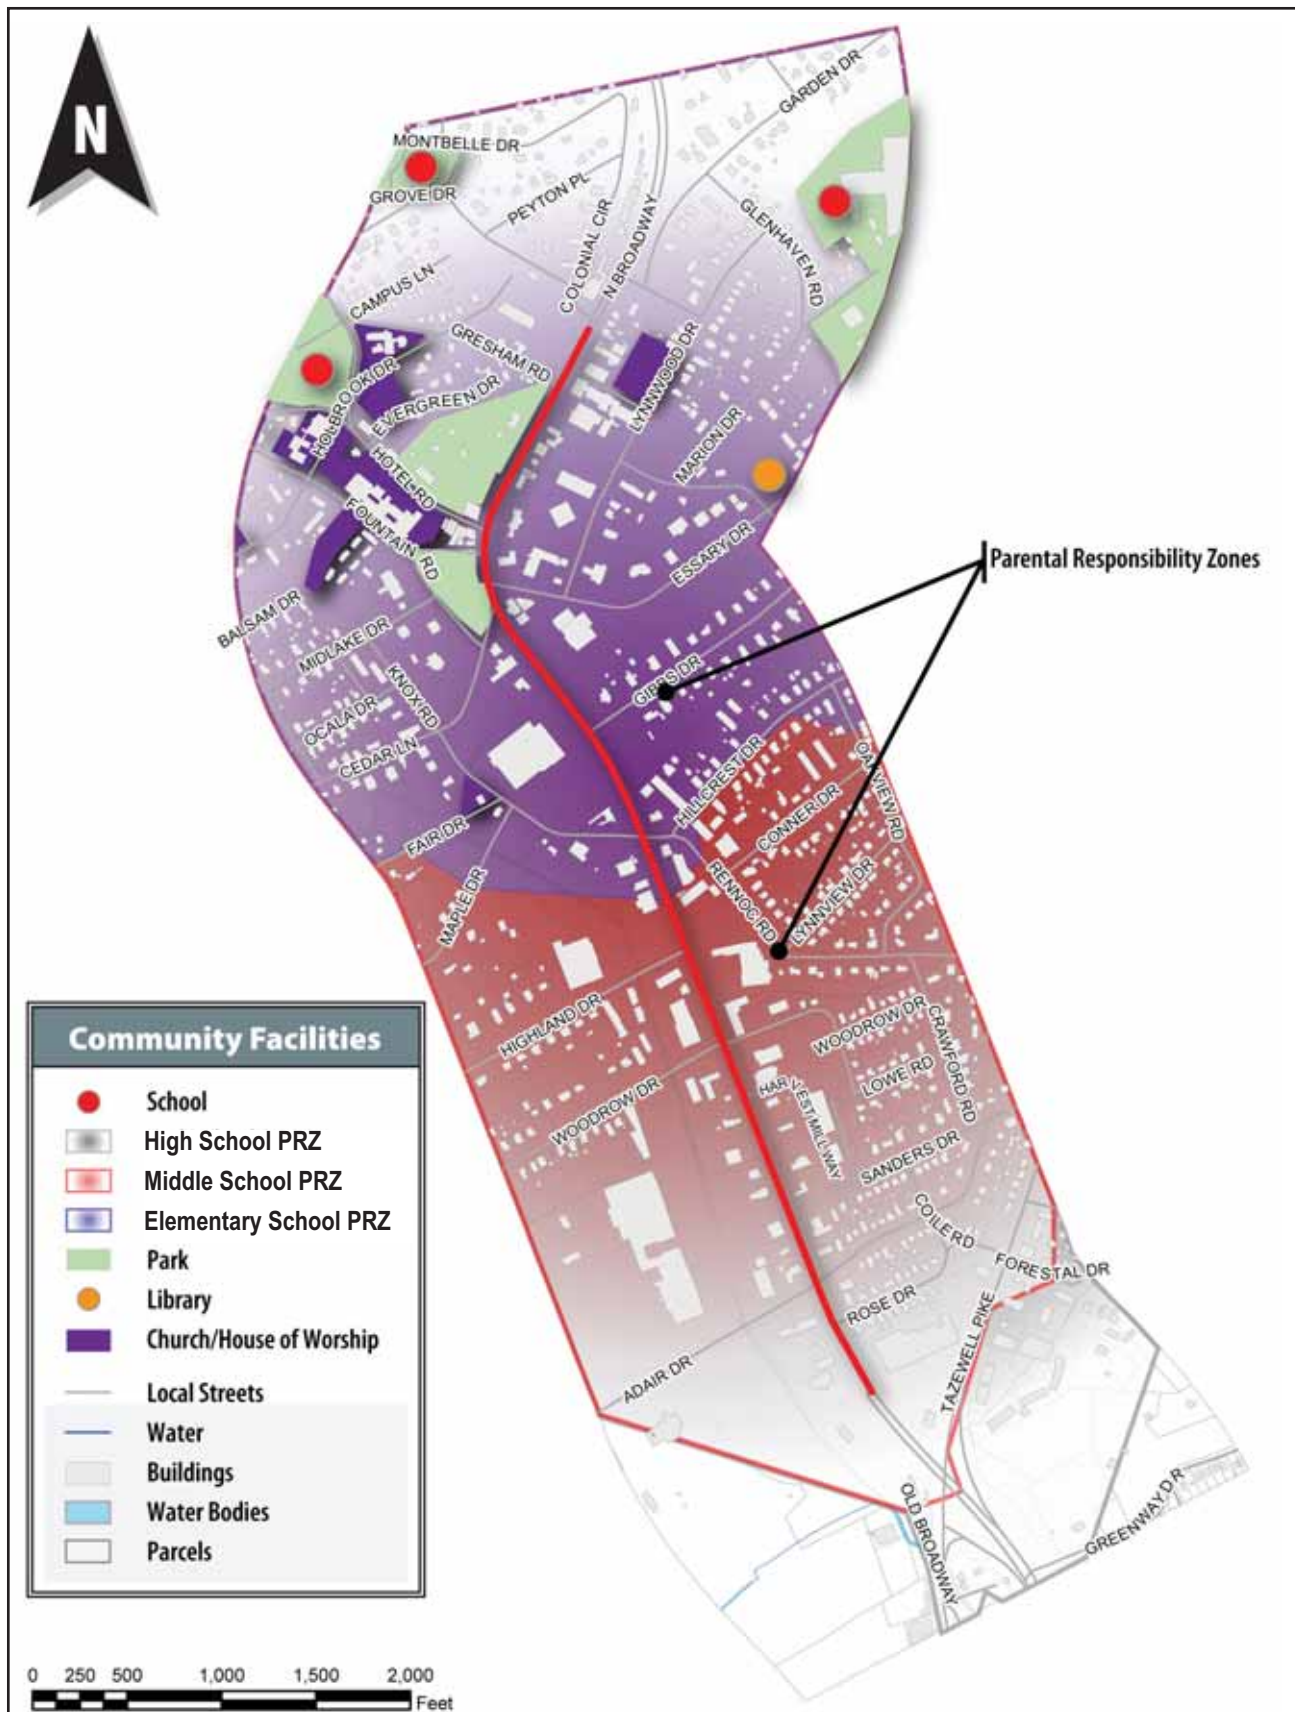 N
MONTBELLE DR
GARDEN DR
GROVE DR
PEYTON PL
COLONIAL CIR
N BROADWAY
GLENHAVEN RD
CAMPUS LN
GRESHAM RD
HOLBROOK DR
EVERGREEN DR
LYNNWOOD DR
MARION DR
HOTEL RD
FOUNTAIN RD
ESSARY DR
Parental Responsibility Zones
BALSAM DR
MIDLAKE DR
KNOX RD
GIBBS DR
OCALA DR
CEDAR LN
HILLCREST DR
OAKVIEW RD
CONNER DR
FAIR DR
MAPLE DR
RENNOC RD
LYNNVIEW DR
HIGHLAND DR
WOODROW DR
CRAWFORD RD
LOWE RD
WOODROW DR
HARVEST MILL WAY
SANDERS DR
COILE RD
FORESTAL DR
ROSE DR
TAZEWELL PIKE
ADAIR DR
OLD BROADWAY
GREENWAY DR
Community Facilities
School
High School PRZ
Middle School PRZ
Elementary School PRZ
Park
Library
Church/House of Worship
Local Streets
Water
Buildings
Water Bodies
Parcels
0 250 500 1,000 1,500 2,000
Feet